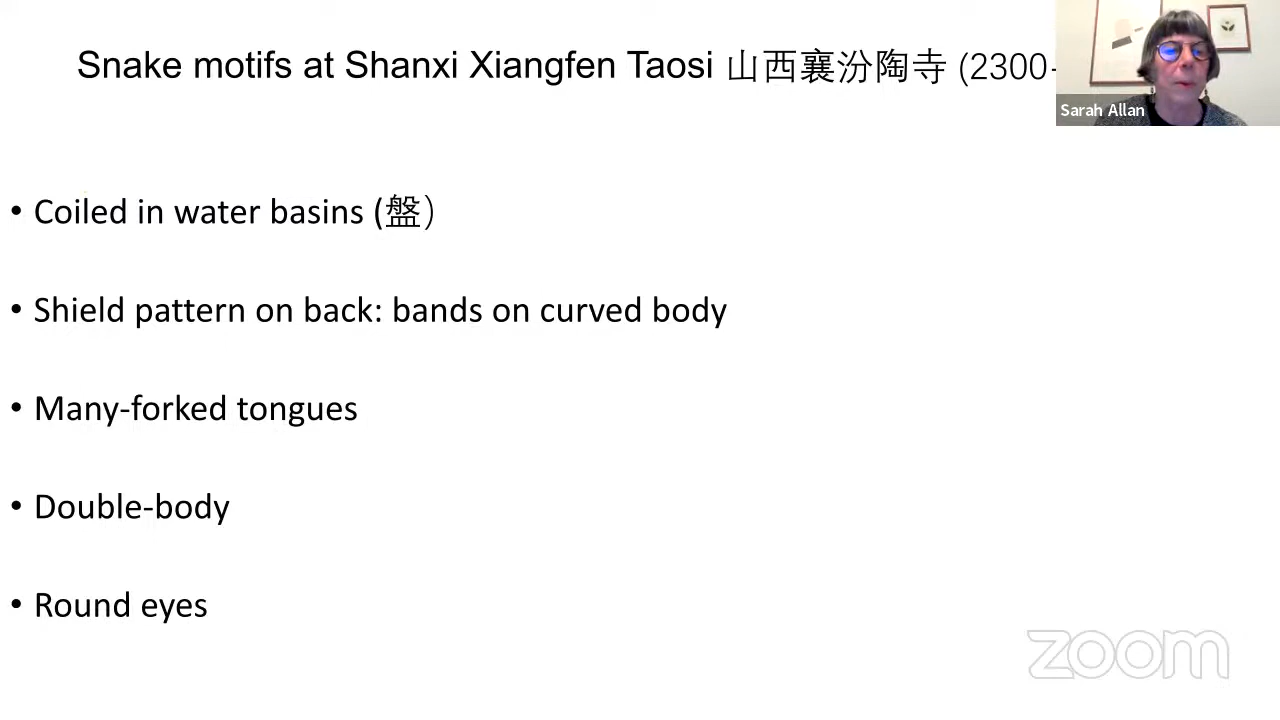 Snake motifs at Shanxi Xiangfen Taosi 山西襄汾陶寺 (2300-
Sarah Allan
• Coiled in water basins (盤）
• Shield pattern on back: bands on curved body
• Many-forked tongues
• Double-body
• Round eyes
zoom